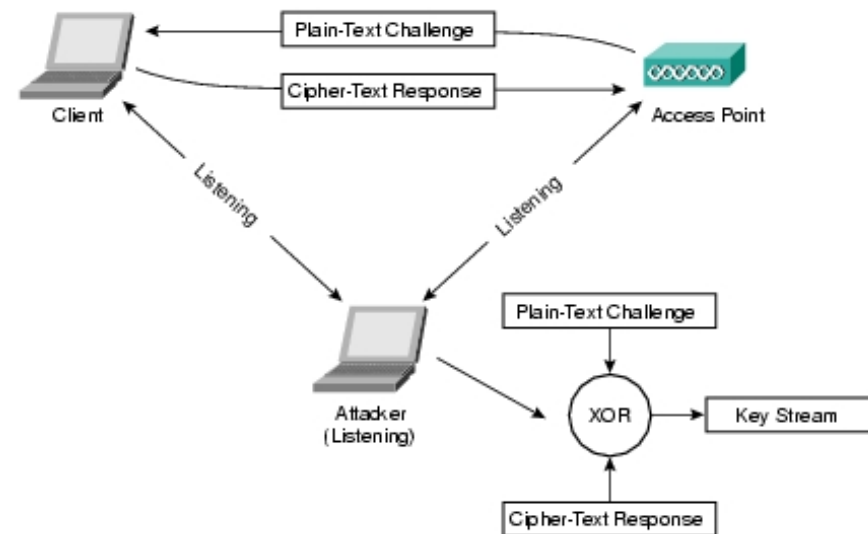 Plain-Text Challenge
Cipher-Text Response
Client
Access Point
Listening
Listening
Plain-Text Challenge
Attacker
(Listening)
XOR
Key Stream
Cipher-Text Response